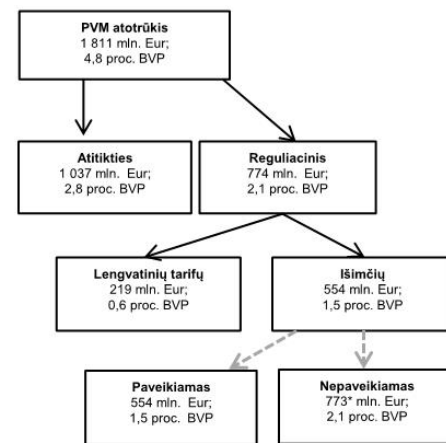 PVM atotrūkis
1 811 mln. Eur;
4,8 proc. BVP
Atitikties
1 037 mln. Eur;
2,8 proc. BVP
Reguliacinis
774 mln. Eur;
2,1 proc. BVP
Lengvatinių tarifų
219 mln. Eur;
0,6 proc. BVP
Išimčių
554 mln. Eur;
1,5 proc. BVP
Paveikiamas
554 mln. Eur;
1,5 proc. BVP
Nepaveikiamas
773* mln. Eur;
2,1 proc. BVP